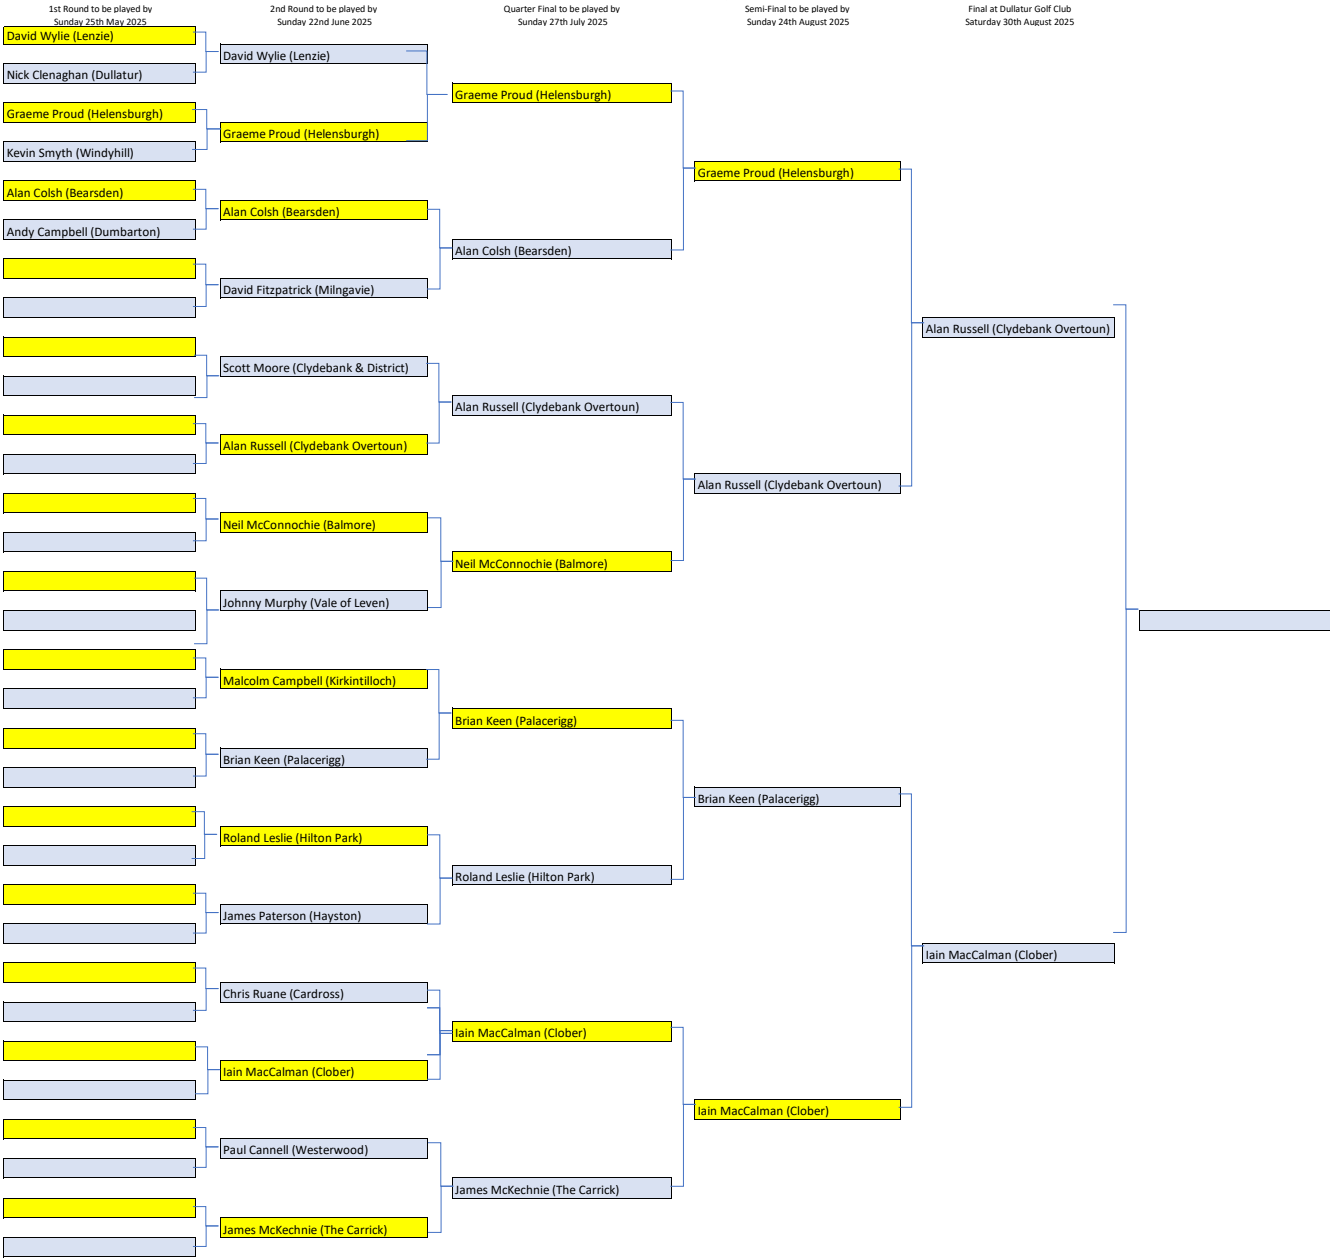 1st Round to be played by
Sunday 25th May 2025
2nd Round to be played by
Sunday 22nd June 2025
Quarter Final to be played by
Sunday 27th July 2025
Semi-Final to be played by
Sunday 24th August 2025
Final at Dullatur Golf Club
Saturday 30th August 2025
David Wylie (Lenzie)
Nick Clenaghan (Dullatur)
Graeme Proud (Helensburgh)
Kevin Smyth (Windyhill)
Alan Colsh (Bearsden)
Andy Campbell (Dumbarton)
David Wylie (Lenzie)
Graeme Proud (Helensburgh)
Alan Colsh (Bearsden)
David Fitzpatrick (Milngavie)
Scott Moore (Clydebank & District)
Alan Russell (Clydebank Overtoun)
Neil McConnochie (Balmore)
Johnny Murphy (Vale of Leven)
Malcolm Campbell (Kirkintilloch)
Brian Keen (Palacerigg)
Roland Leslie (Hilton Park)
James Paterson (Hayston)
Chris Ruane (Cardross)
Iain MacCalman (Clober)
Paul Cannell (Westerwood)
James McKechnie (The Carrick)
Graeme Proud (Helensburgh)
Alan Colsh (Bearsden)
Alan Russell (Clydebank Overtoun)
Neil McConnochie (Balmore)
Brian Keen (Palacerigg)
Roland Leslie (Hilton Park)
Iain MacCalman (Clober)
James McKechnie (The Carrick)
Graeme Proud (Helensburgh)
Alan Russell (Clydebank Overtoun)
Brian Keen (Palacerigg)
Iain MacCalman (Clober)
Alan Russell (Clydebank Overtoun)
Iain MacCalman (Clober)